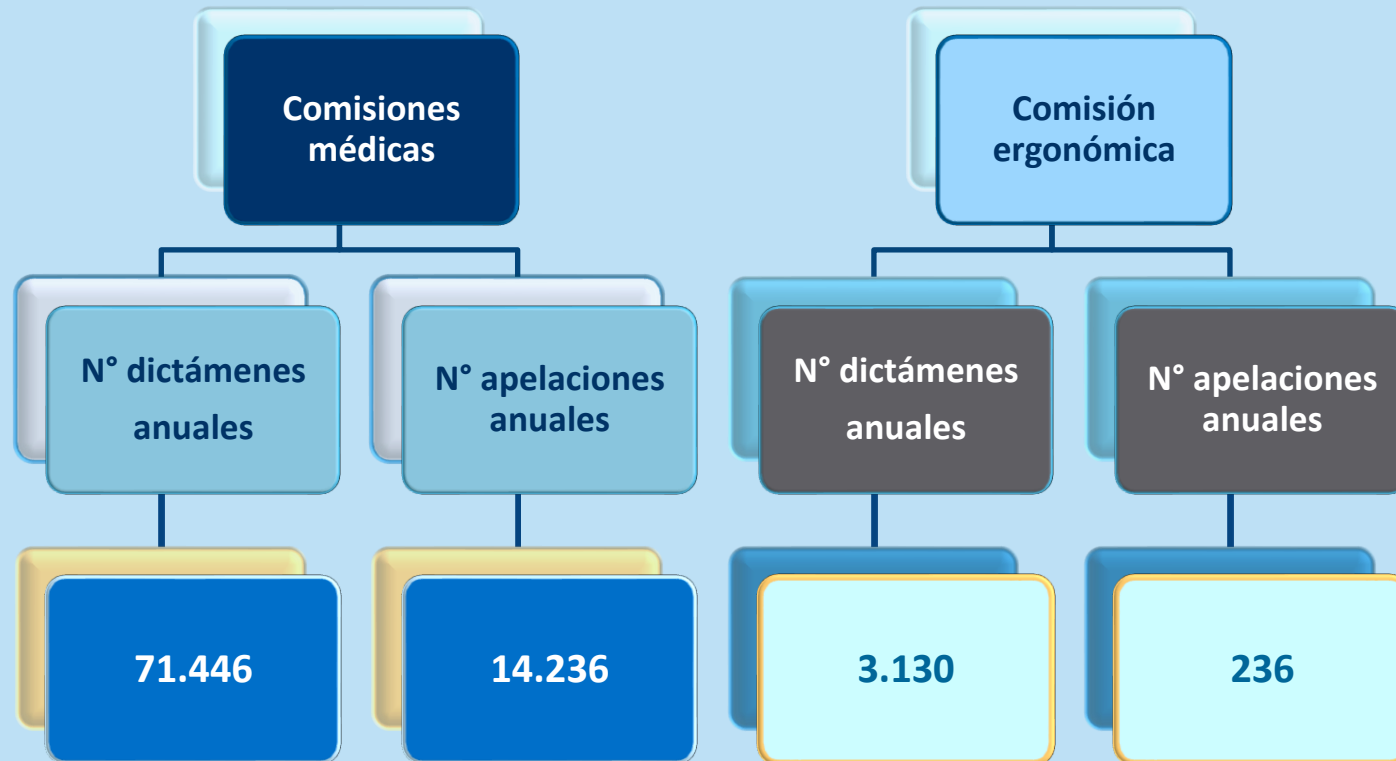 Comisiones
médicas
Comisión
ergonómica
N° dictámenes
anuales
N° apelaciones
anuales
N° dictámenes
anuales
N° apelaciones
anuales
71.446
14.236
3.130
236